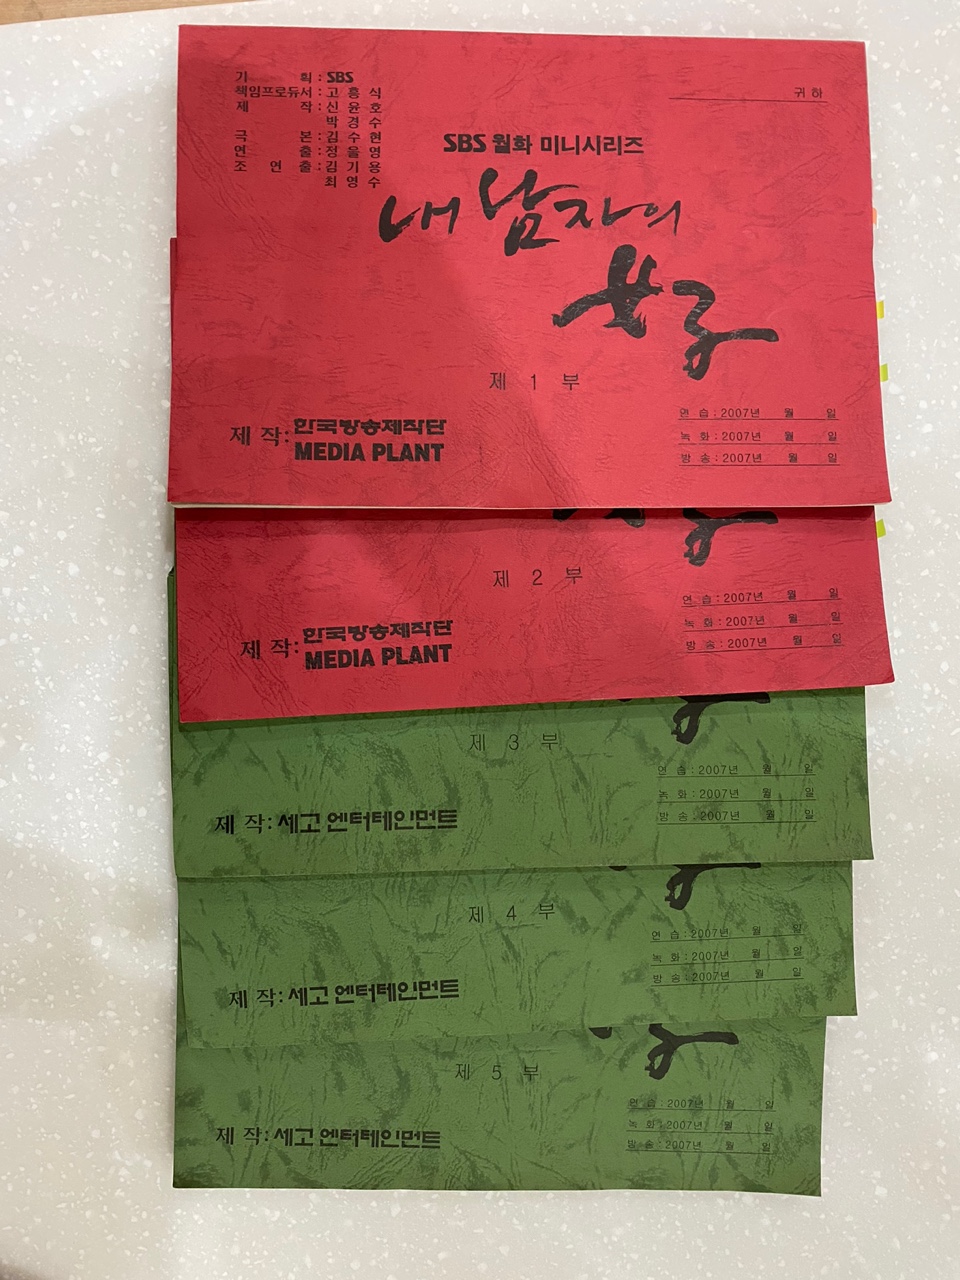 기 획 : SBS
책임프로듀서 : 고 흥 식
제 작 : 신 윤 호
박 경 수
극 본 : 김 수 현
연 출 : 정 을 영
조 연 출 : 김 기 용
최 영 수
귀 하
SBS 월화 미니시리즈
내 남자의
女자
제 1 부
제 작 : 한국방송제작단
MEDIA PLANT
연 습 : 2007년 월 일
녹 화 : 2007년 월 일
방 송 : 2007년 월 일
제 2 부
제 작 : 한국방송제작단
MEDIA PLANT
연 습 : 2007년 월 일
녹 화 : 2007년 월 일
방 송 : 2007년 월 일
제 3 부
제 작 : 세고 엔터테인먼트
연 습 : 2007년 월 일
녹 화 : 2007년 월 일
방 송 : 2007년 월 일
제 4 부
제 작 : 세고 엔터테인먼트
연 습 : 2007년 월 일
녹 화 : 2007년 월 일
방 송 : 2007년 월 일
제 5 부
제 작 : 세고 엔터테인먼트
연 습 : 2007년 월 일
녹 화 : 2007년 월 일
방 송 : 2007년 월 일